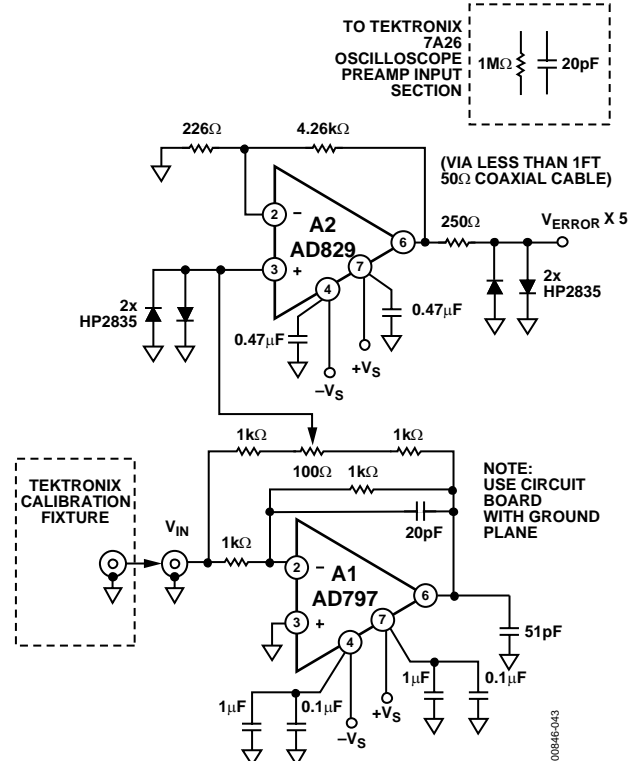 TO TEKTRONIX
7A26
OSCILLOSCOPE
PREAMP INPUT
SECTION
1MΩ
20pF
226Ω
4.26kΩ
(VIA LESS THAN 1FT
50Ω COAXIAL CABLE)
2
−
A2
AD829
6
250Ω
VERROR X 5
3
+
7
4
2x
HP2835
2x
HP2835
0.47µF
0.47µF
+VS
−VS
1kΩ
1kΩ
100Ω
1kΩ
NOTE:
USE CIRCUIT
BOARD
WITH GROUND
PLANE
TEKTRONIX
CALIBRATION
FIXTURE
VIN
1kΩ
20pF
2
−
A1
AD797
6
3
+
7
4
51pF
1µF
0.1µF
1µF
0.1µF
+VS
−VS
00846-043